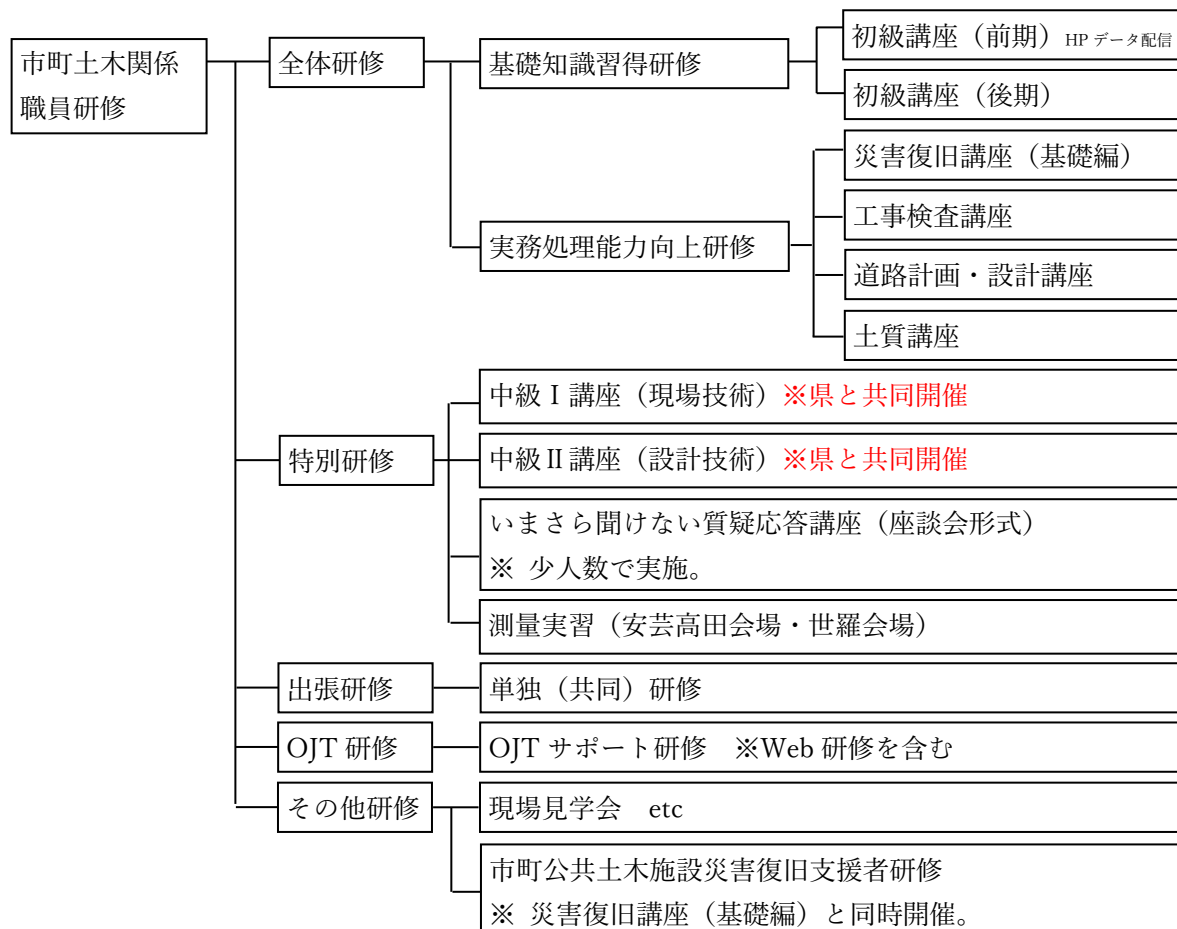 市町土木関係
職員研修
全体研修
基礎知識習得研修
初級講座（前期） HP データ配信
初級講座（後期）
実務処理能力向上研修
災害復旧講座（基礎編）
工事検査講座
道路計画・設計講座
土質講座
特別研修
中級Ⅰ講座（現場技術）※県と共同開催
中級Ⅱ講座（設計技術）※県と共同開催
いまさら聞けない質疑応答講座（座談会形式）
※ 少人数で実施。
測量実習（安芸高田会場・世羅会場）
出張研修
単独（共同）研修
OJT 研修
OJT サポート研修　※Web 研修を含む
その他研修
現場見学会　etc
市町公共土木施設災害復旧支援者研修
※ 災害復旧講座（基礎編）と同時開催。